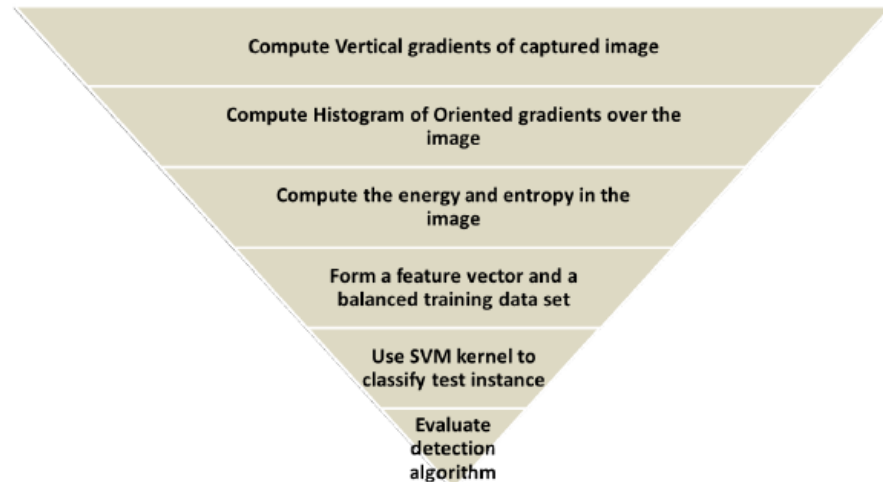 Compute Vertical gradients of captured image
Compute Histogram of Oriented gradients over the
image
Compute the energy and entropy in the
image
Form a feature vector and a
balanced training data set
Use SVM kernel to
classify test instance
Evaluate
detection
algorithm